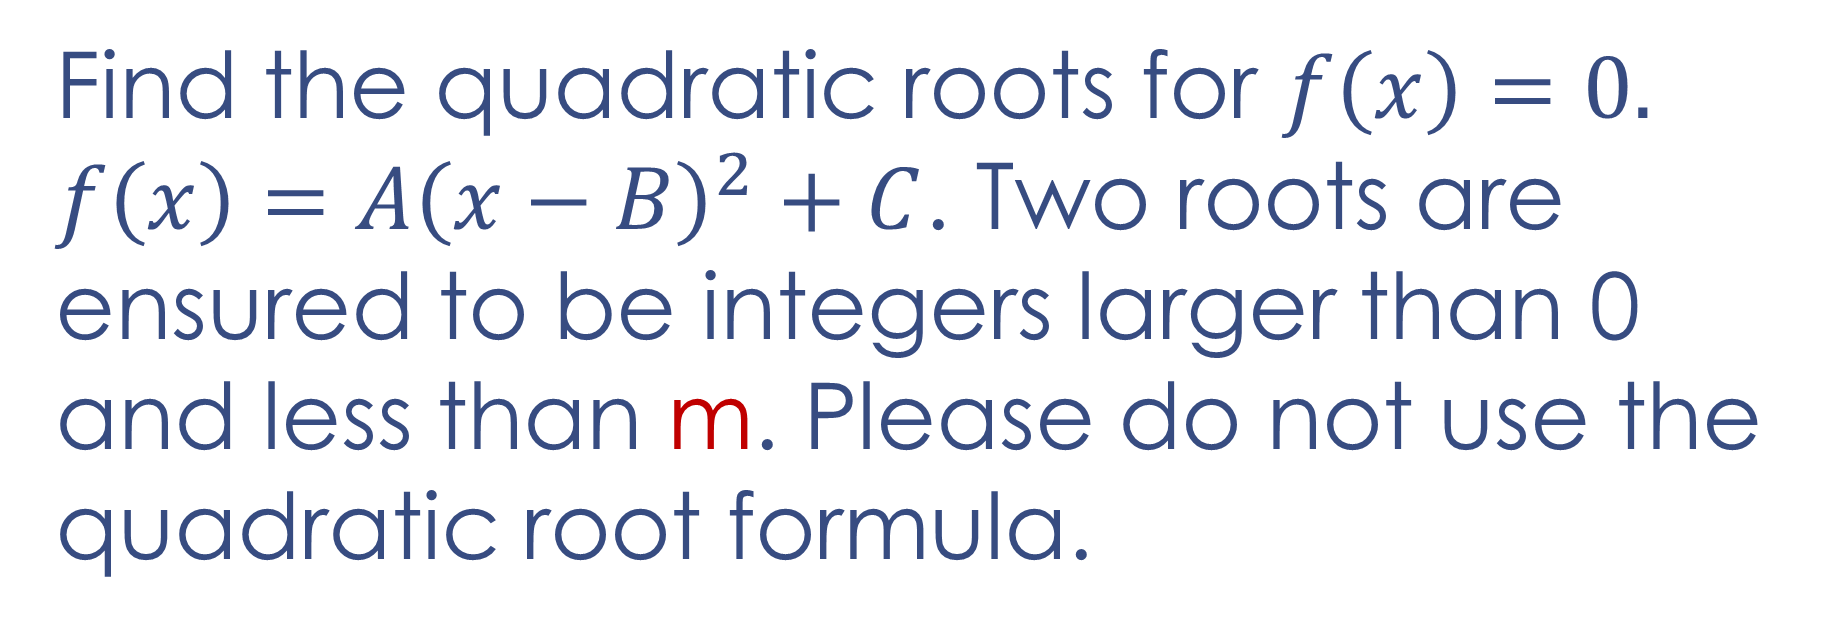 Find the quadratic roots for f(x) = 0.
f(x) = A(x − B)² + C. Two roots are
ensured to be integers larger than 0
and less than m. Please do not use the
quadratic root formula.